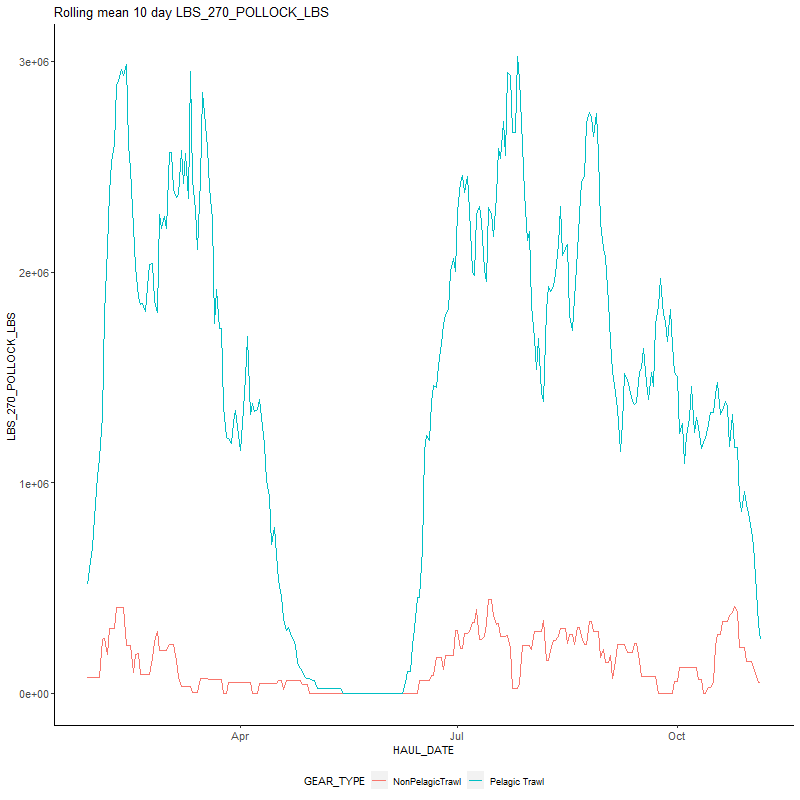 Rolling mean 10 day LBS_270_POLLOCK_LBS
3e+06
2e+06
1e+06
0e+00
LBS_270_POLLOCK_LBS
Apr
Jul
Oct
HAUL_DATE
GEAR_TYPE NonPelagicTrawl Pelagic Trawl